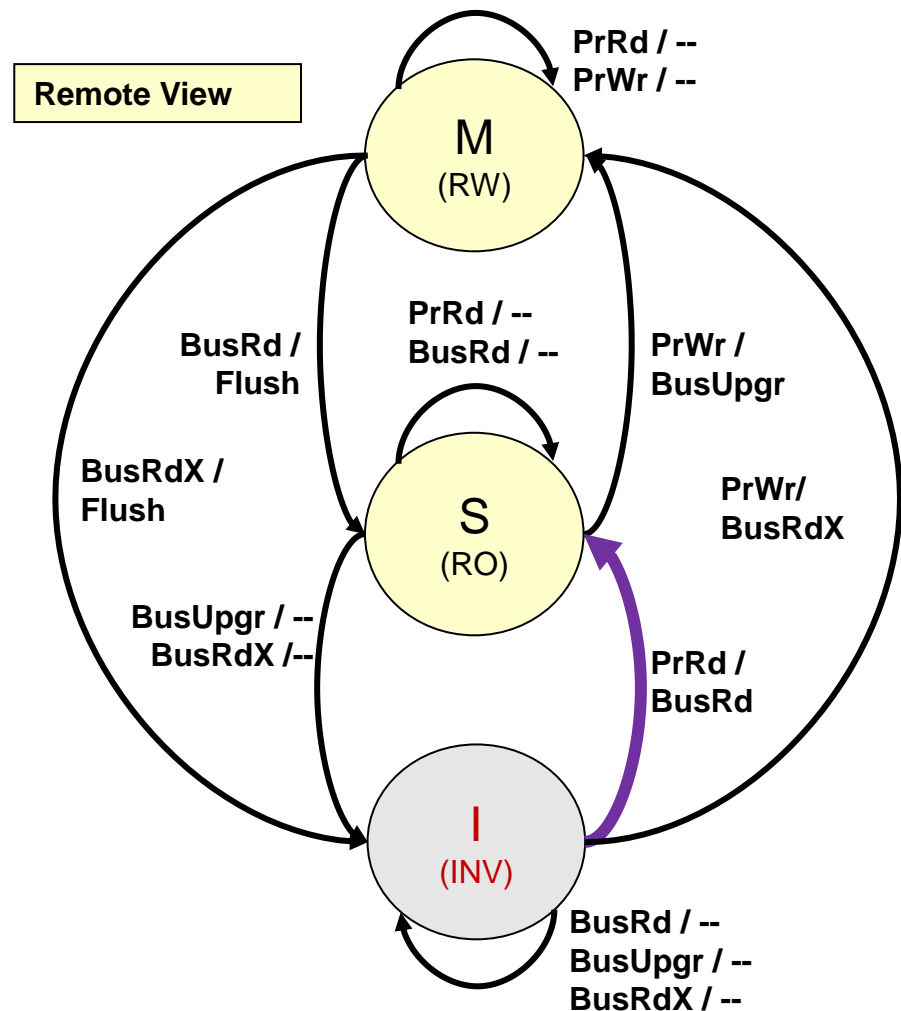 PrRd / --
PrWr / --
Remote View
M
(RW)
PrRd / --
BusRd / --
BusRd /
Flush
PrWr /
BusUpgr
BusRdX /
Flush
PrWr/
BusRdX
S
(RO)
BusUpgr / --
BusRdX /--
PrRd /
BusRd
I
(INV)
BusRd / --
BusUpgr / --
BusRdX / --